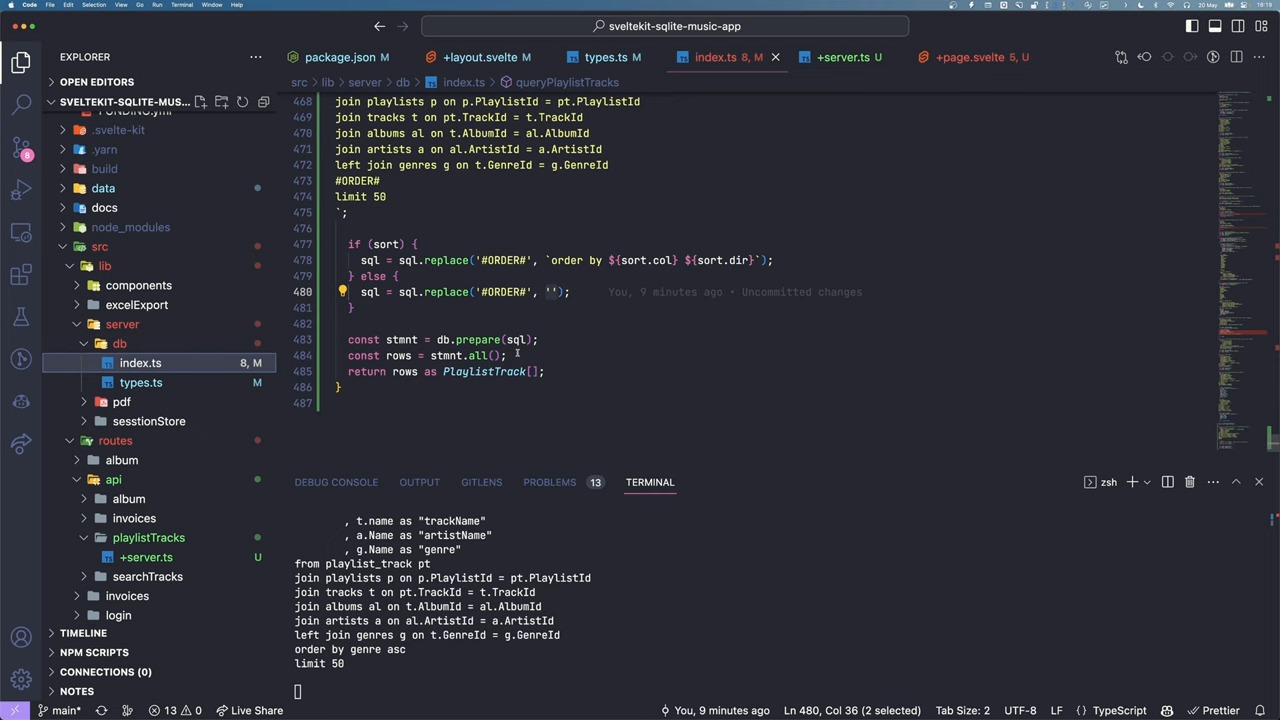 Code File Edit Selection View Go Run Terminal Window Help
20 May 18:19
sveltekit-sqlite-music-app
EXPLORER
package.json M
+layout.svelte M
types.ts M
index.ts 8, M
+server.ts U
+page.svelte 5, U
OPEN EDITORS
src > lib > server > db > index.ts > queryPlaylistTracks
SVELTEKIT-SQLITE-MUS...
FUNDING.yml
.svelte-kit
.yarn
build
data
docs
node_modules
src
lib
components
excelExport
server
db
index.ts 8, M
types.ts M
pdf
sesstionStore
routes
album
api
album
invoices
playlistTracks
+server.ts U
searchTracks
invoices
login
TIMELINE
NPM SCRIPTS
CONNECTIONS (0)
NOTES
8
468 join playlists p on p.PlaylistId = pt.PlaylistId
469 join tracks t on pt.TrackId = t.TrackId
470 join albums al on t.AlbumId = al.AlbumId
471 join artists a on al.ArtistId = a.ArtistId
472 left join genres g on t.GenreId = g.GenreId
473 #ORDER#
474 limit 50
475 `;
476
477 if (sort) {
478 sql = sql.replace('#ORDER#', `order by ${sort.col} ${sort.dir}`);
479 } else {
480 sql = sql.replace('#ORDER#', ''); You, 9 minutes ago • Uncommitted changes
481 }
482
483 const stmnt = db.prepare(sql);
484 const rows = stmnt.all();
485 return rows as PlaylistTrack[];
486 }
487
DEBUG CONSOLE OUTPUT GITLENS PROBLEMS 13 TERMINAL
zsh
, t.name as "trackName"
, a.Name as "artistName"
, g.Name as "genre"
from playlist_track pt
join playlists p on p.PlaylistId = pt.PlaylistId
join tracks t on pt.TrackId = t.TrackId
join albums al on t.AlbumId = al.AlbumId
join artists a on al.ArtistId = a.ArtistId
left join genres g on t.GenreId = g.GenreId
order by genre asc
limit 50
main* 13 0 Live Share
You, 9 minutes ago Ln 480, Col 36 (2 selected) Tab Size: 2 UTF-8 LF {} TypeScript Prettier